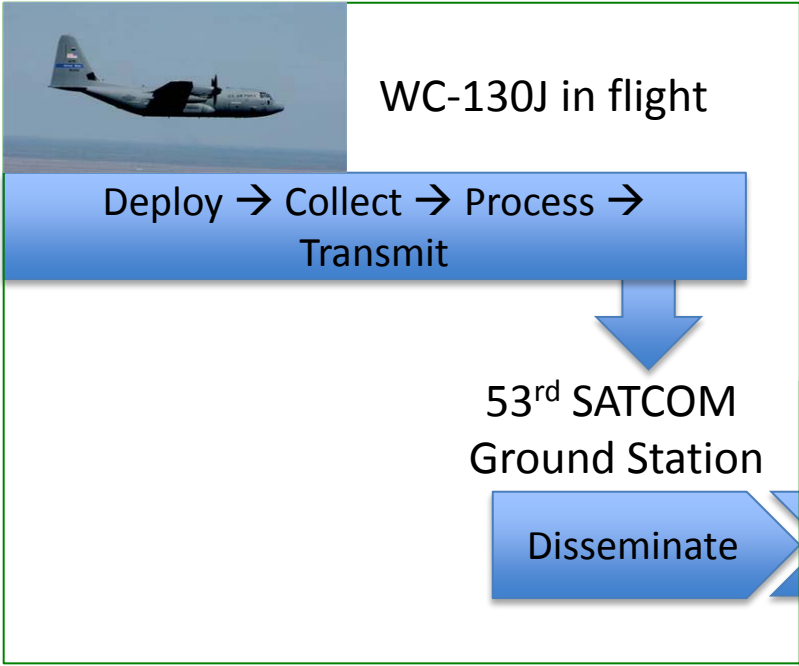 WC-130J in flight
Deploy → Collect → Process →
Transmit
53rd SATCOM
Ground Station
Disseminate